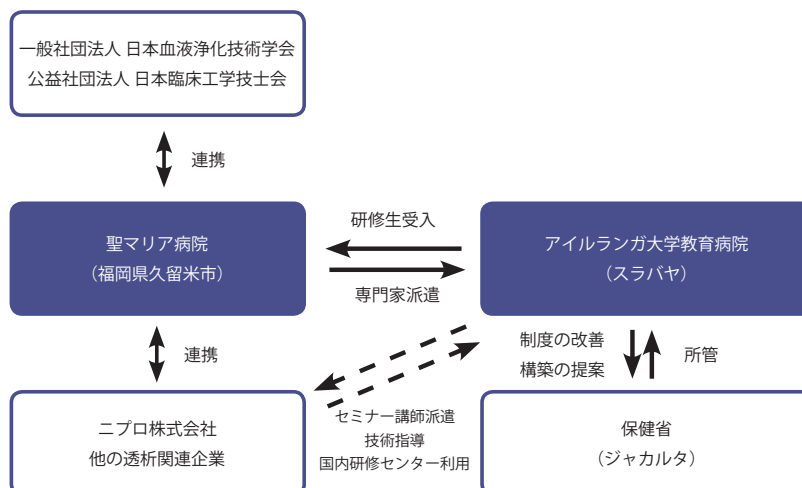 一般社団法人 日本血液浄化技術学会
公益社団法人 日本臨床工学技士会
連携
聖マリア病院
（福岡県久留米市）
研修生受入
専門家派遣
アイルランガ大学教育病院
（スラバヤ）
連携
制度の改善
構築の提案
所管
ニプロ株式会社
他の透析関連企業
セミナー講師派遣
技術指導
国内研修センター利用
保健省
（ジャカルタ）